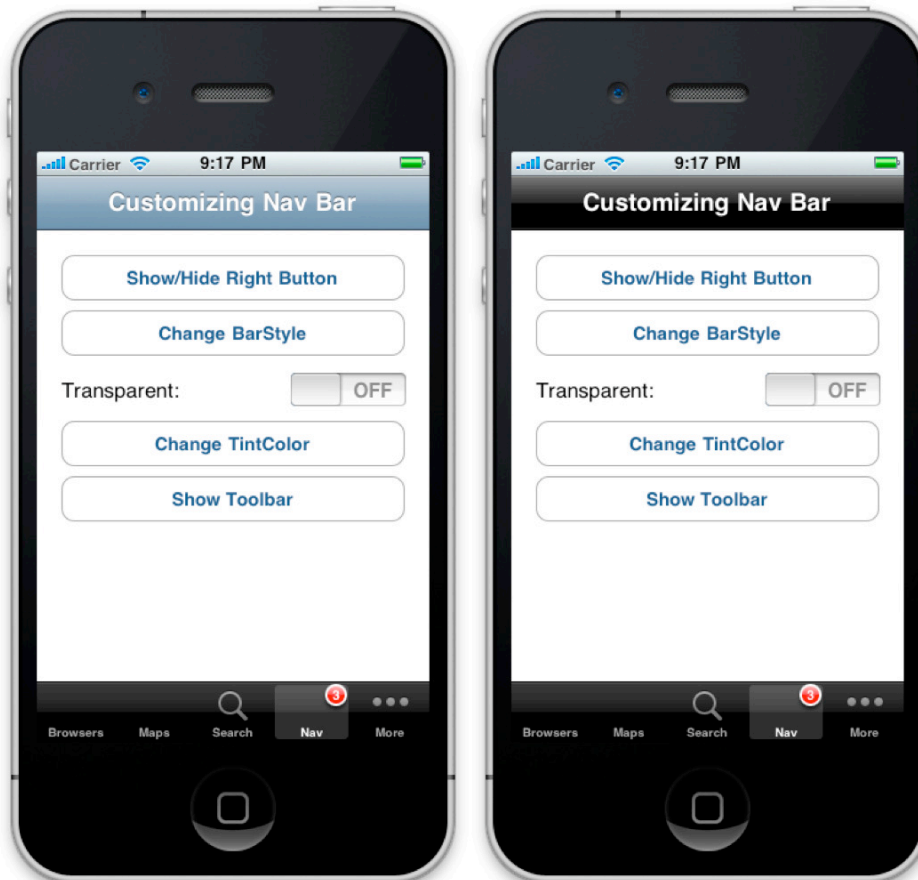 Carrier 9:17 PM
Customizing Nav Bar
Show/Hide Right Button
Change BarStyle
Transparent: OFF
Change TintColor
Show Toolbar
3
Browsers Maps Search Nav More
Carrier 9:17 PM
Customizing Nav Bar
Show/Hide Right Button
Change BarStyle
Transparent: OFF
Change TintColor
Show Toolbar
3
Browsers Maps Search Nav More